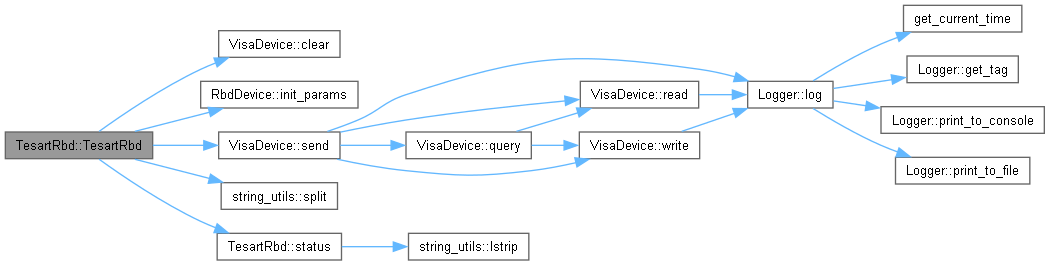 TesartRbd::TesartRbd
VisaDevice::clear
RbdDevice::init_params
VisaDevice::send
string_utils::split
TesartRbd::status
VisaDevice::query
string_utils::lstrip
VisaDevice::read
VisaDevice::write
Logger::log
get_current_time
Logger::get_tag
Logger::print_to_console
Logger::print_to_file